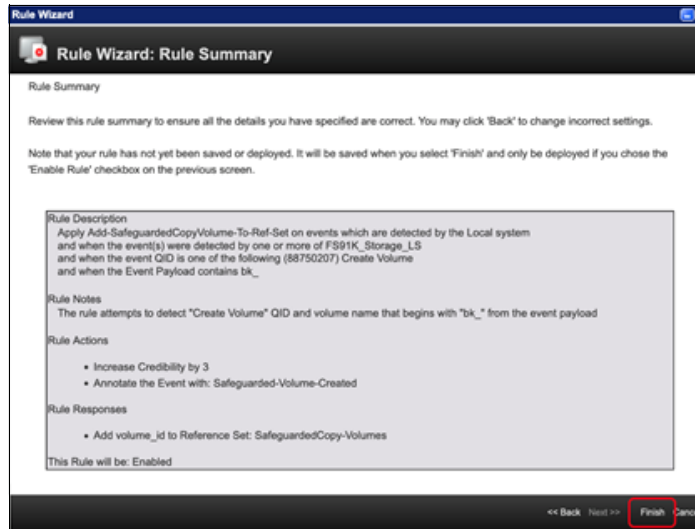 Rule Wizard
Rule Wizard: Rule Summary
Rule Summary
Review this rule summary to ensure all the details you have specified are correct. You may click 'Back' to change incorrect settings.
Note that your rule has not yet been saved or deployed. It will be saved when you select 'Finish' and only be deployed if you chose the
'Enable Rule' checkbox on the previous screen.
Rule Description
Apply Add-SafeguardedCopyVolume-To-Ref-Set on events which are detected by the Local system
and when the event(s) were detected by one or more of FS91K_Storage_LS
and when the event QID is one of the following (88750207) Create Volume
and when the Event Payload contains bk_
Rule Notes
The rule attempts to detect "Create Volume" QID and volume name that begins with "bk_" from the event payload
Rule Actions
• Increase Credibility by 3
• Annotate the Event with: Safeguarded-Volume-Created
Rule Responses
• Add volume_id to Reference Set: SafeguardedCopy-Volumes
This Rule will be: Enabled
<< Back Next >> Finish Canc